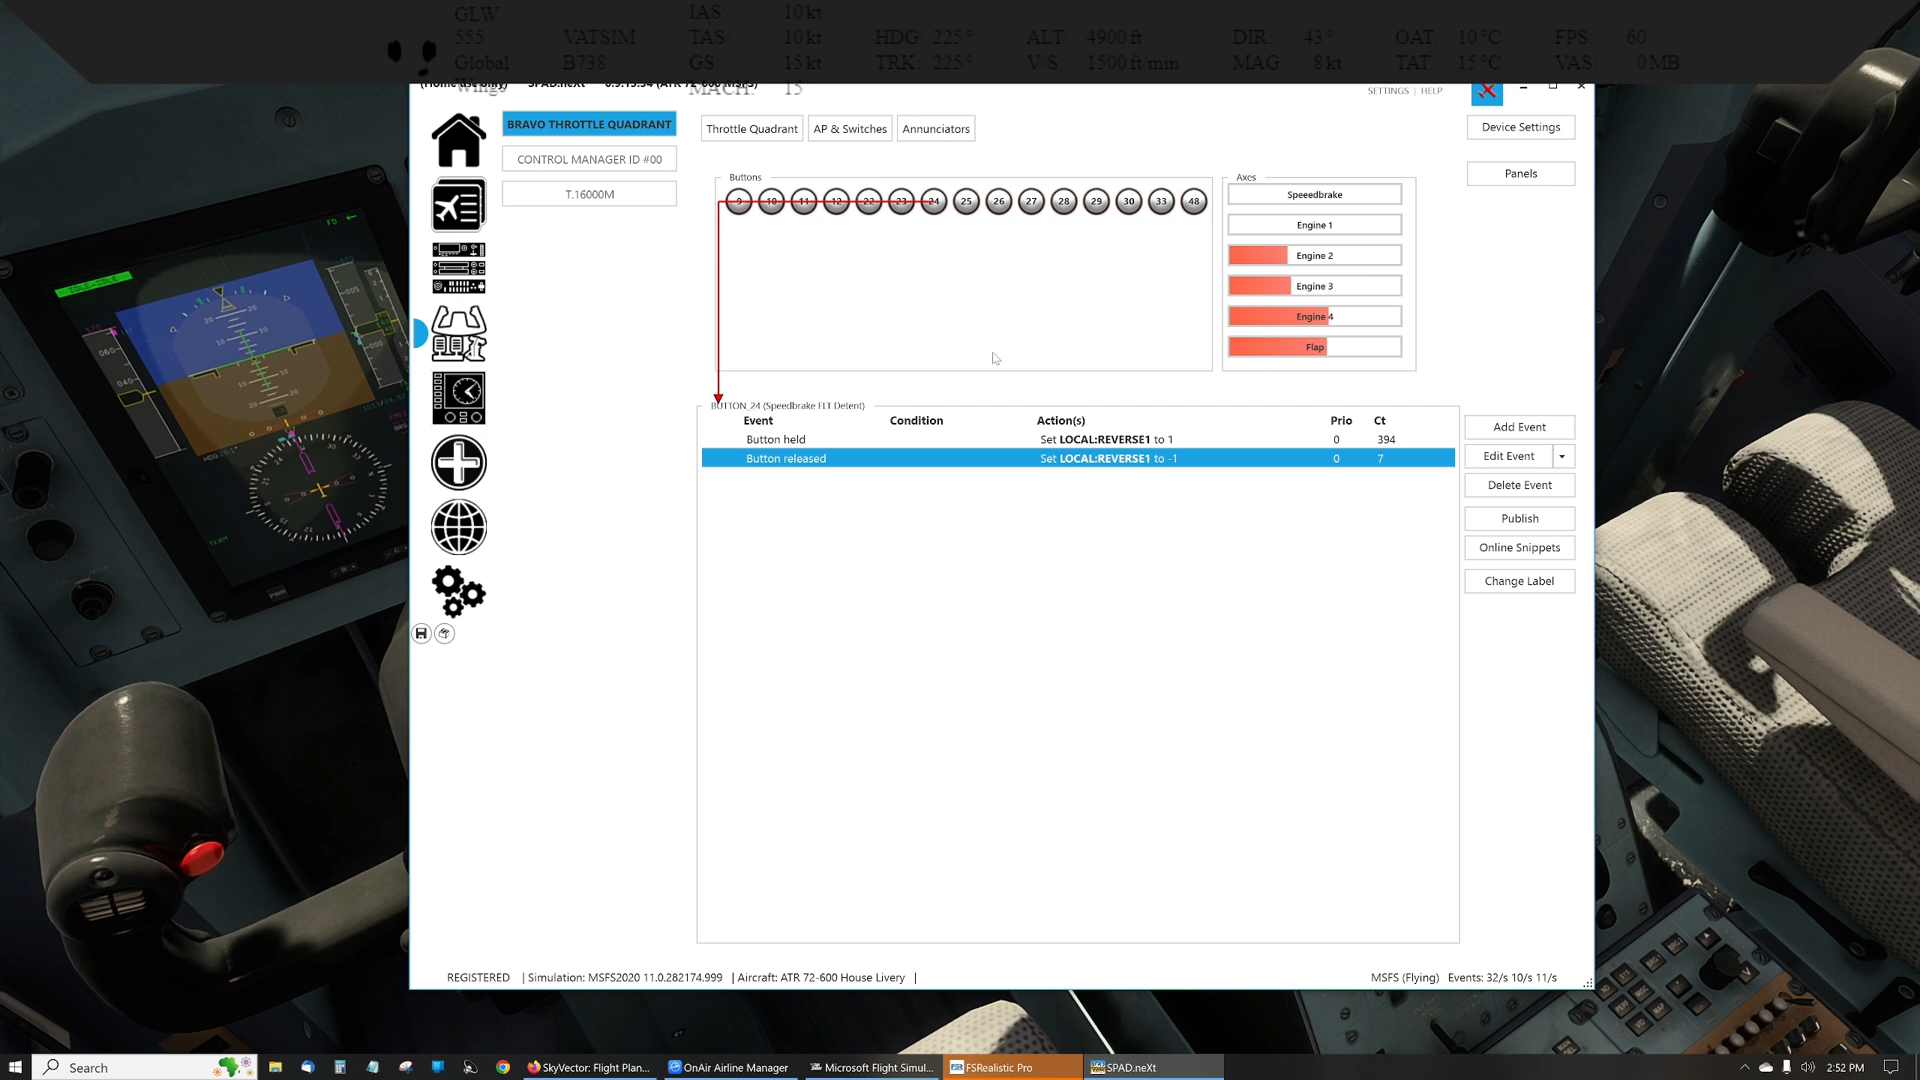 GLW
IAS: 10 kt
555 VATSIM TAS: 10 kt HDG: 225 ° ALT: 4900 ft DIR: 43 ° OAT: 10 °C FPS: 60
Global B738 GS: 15 kt TRK: 225 ° V/S: 1500 ft/min MAG: 8 kt TAT: 15 °C VAS: 0 MB
Wings MACH: 15
SETTINGS | HELP
BRAVO THROTTLE QUADRANT
CONTROL MANAGER ID #00
T.16000M
Throttle Quadrant AP & Switches Annunciators
Device Settings
Panels
Buttons
9 10 11 12 22 23 24 25 26 27 28 29 30 33 48
Axes
Speeedbrake
Engine 1
Engine 2
Engine 3
Engine 4
Flap
BUTTON_24 (Speedbrake FLT Detent)
Event Condition Action(s) Prio Ct
Button held Set LOCAL:REVERSE1 to 1 0 394
Button released Set LOCAL:REVERSE1 to -1 0 7
Add Event
Edit Event
Delete Event
Publish
Online Snippets
Change Label
REGISTERED | Simulation: MSFS2020 11.0.282174.999 | Aircraft: ATR 72-600 House Livery |
MSFS (Flying) Events: 32/s 10/s 11/s
FD
TERM
Search
SkyVector: Flight Plan...
OnAir Airline Manager
Microsoft Flight Simul...
FSRealistic Pro
SPAD.neXt
2:52 PM